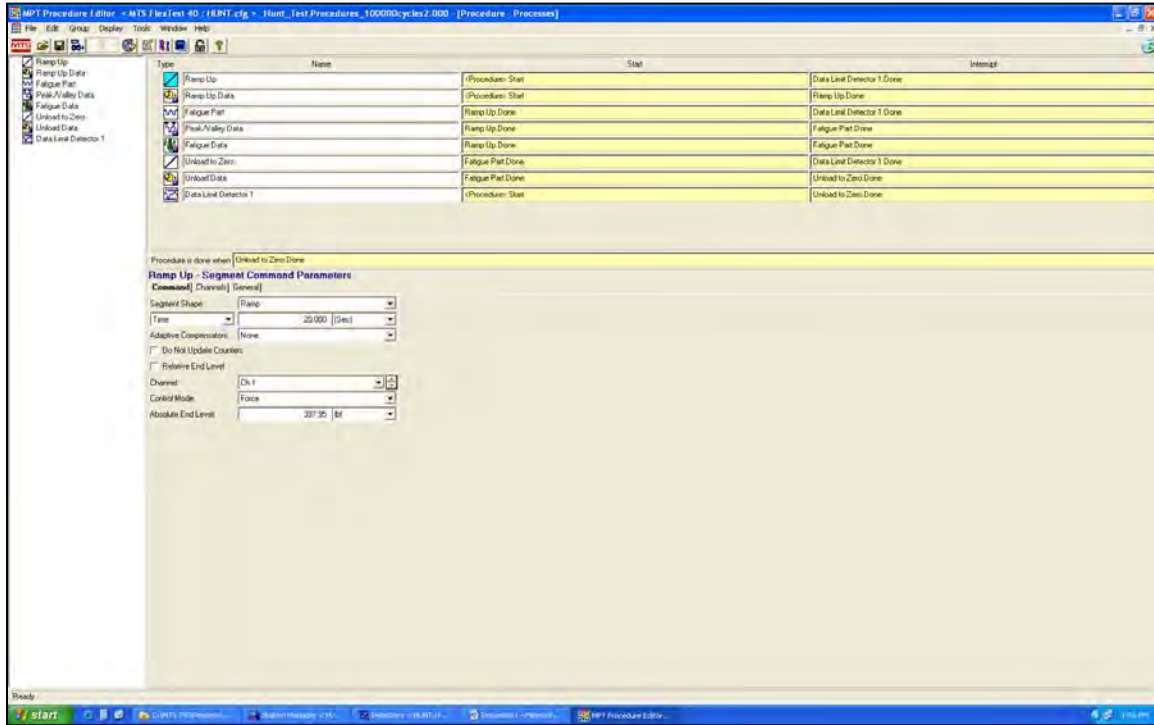 MPT Procedure Editor < MTS FlexTest 40 : HUNT.cfg > Hunt_Test Procedures_100000cycles2.000 - [Procedure - Processes]
File Edit Group Display Tools Window Help
Ramp Up
Ramp Up Data
Fatigue Part
Peak/Valley Data
Fatigue Data
Unload to Zero
Unload Data
Data Limit Detector 1
Type Name Start Interrupt
Ramp Up <Procedure> Start Data Limit Detector 1.Done
Ramp Up Data <Procedure> Start Ramp Up.Done
Fatigue Part Ramp Up.Done Data Limit Detector 1.Done
Peak/Valley Data Ramp Up.Done Fatigue Part.Done
Fatigue Data Ramp Up.Done Fatigue Part.Done
Unload to Zero Fatigue Part.Done Data Limit Detector 1.Done
Unload Data Fatigue Part.Done Unload to Zero.Done
Data Limit Detector 1 <Procedure> Start Unload to Zero.Done
Procedure is done when Unload to Zero.Done
Ramp Up - Segment Command Parameters
Command Channels General
Segment Shape: Ramp
Time 20.000 (Sec)
Adaptive Compensators: None
Do Not Update Counters
Relative End Level
Channel: Ch 1
Control Mode: Force
Absolute End Level: lbf
Ready
start MPT Procedure Edito...